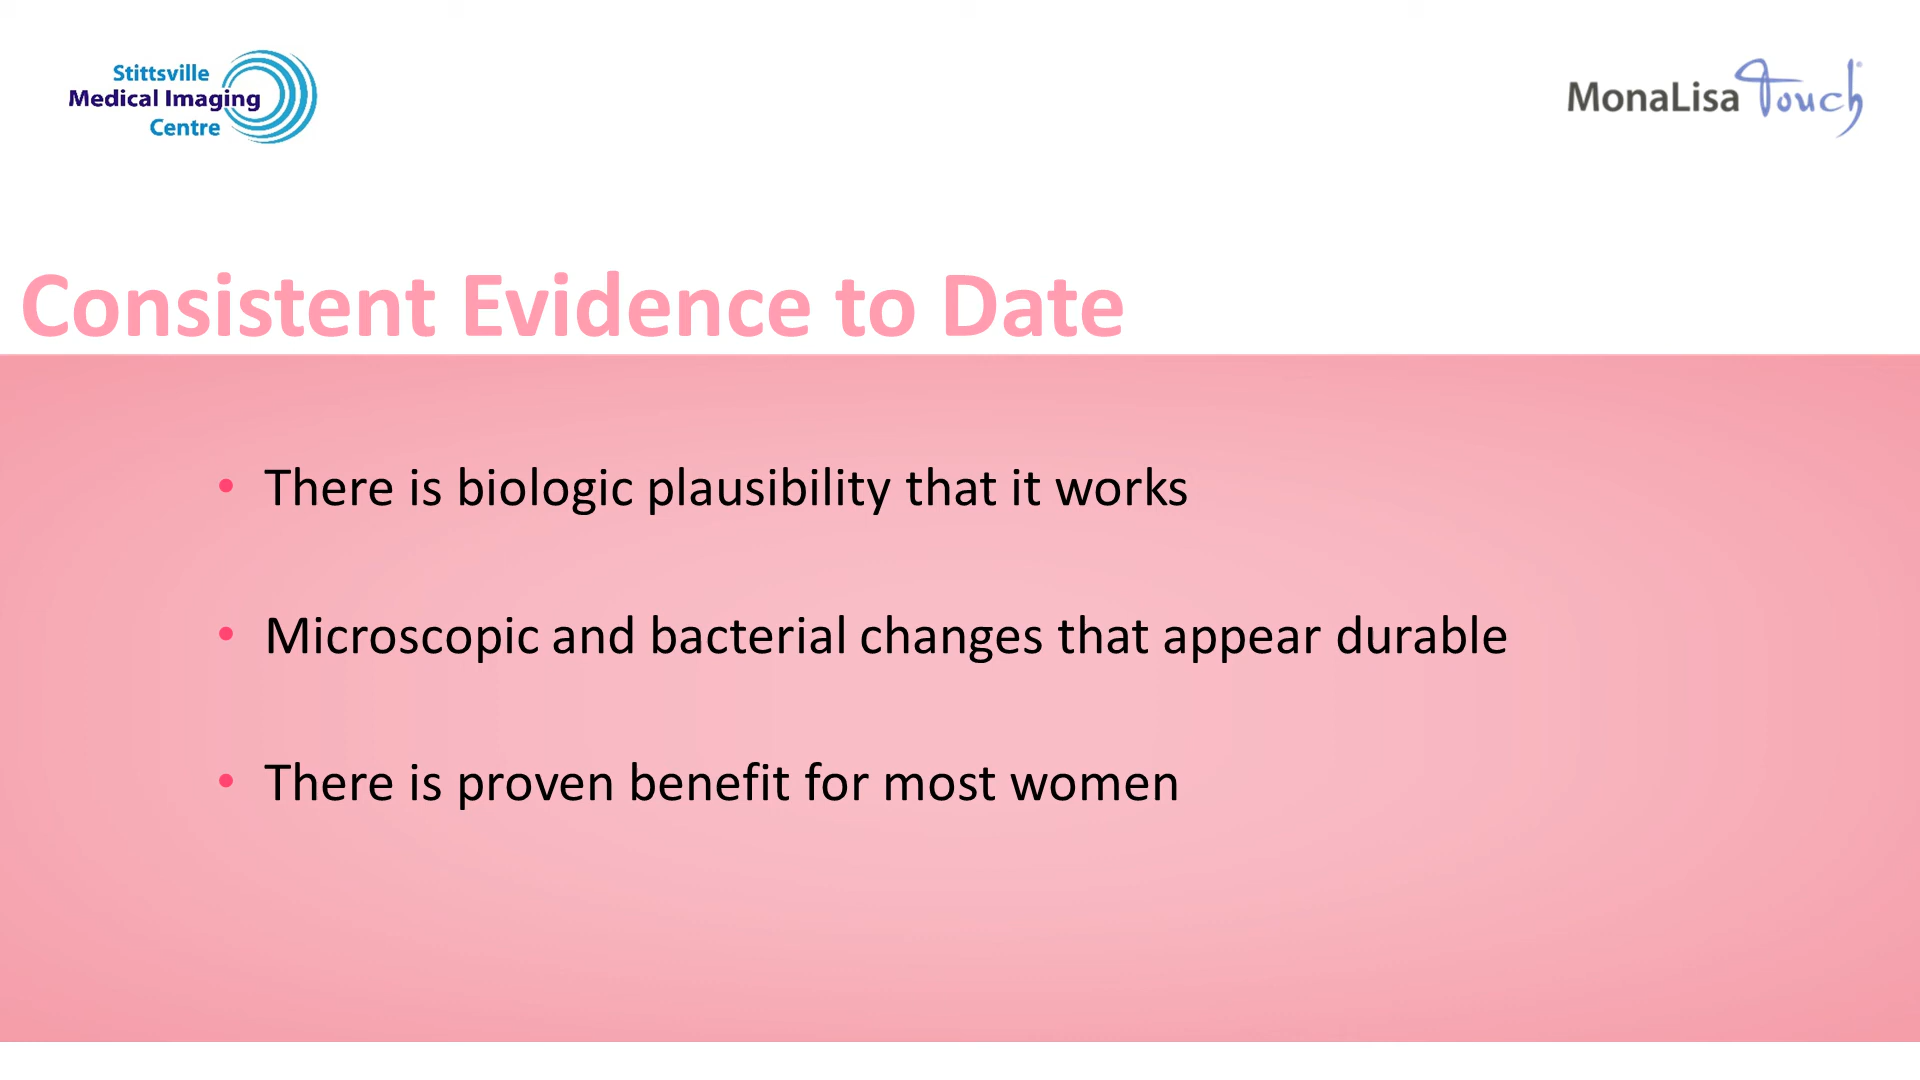 Stittsville
Medical Imaging
Centre
MonaLisa Touch
Consistent Evidence to Date
• There is biologic plausibility that it works
• Microscopic and bacterial changes that appear durable
• There is proven benefit for most women